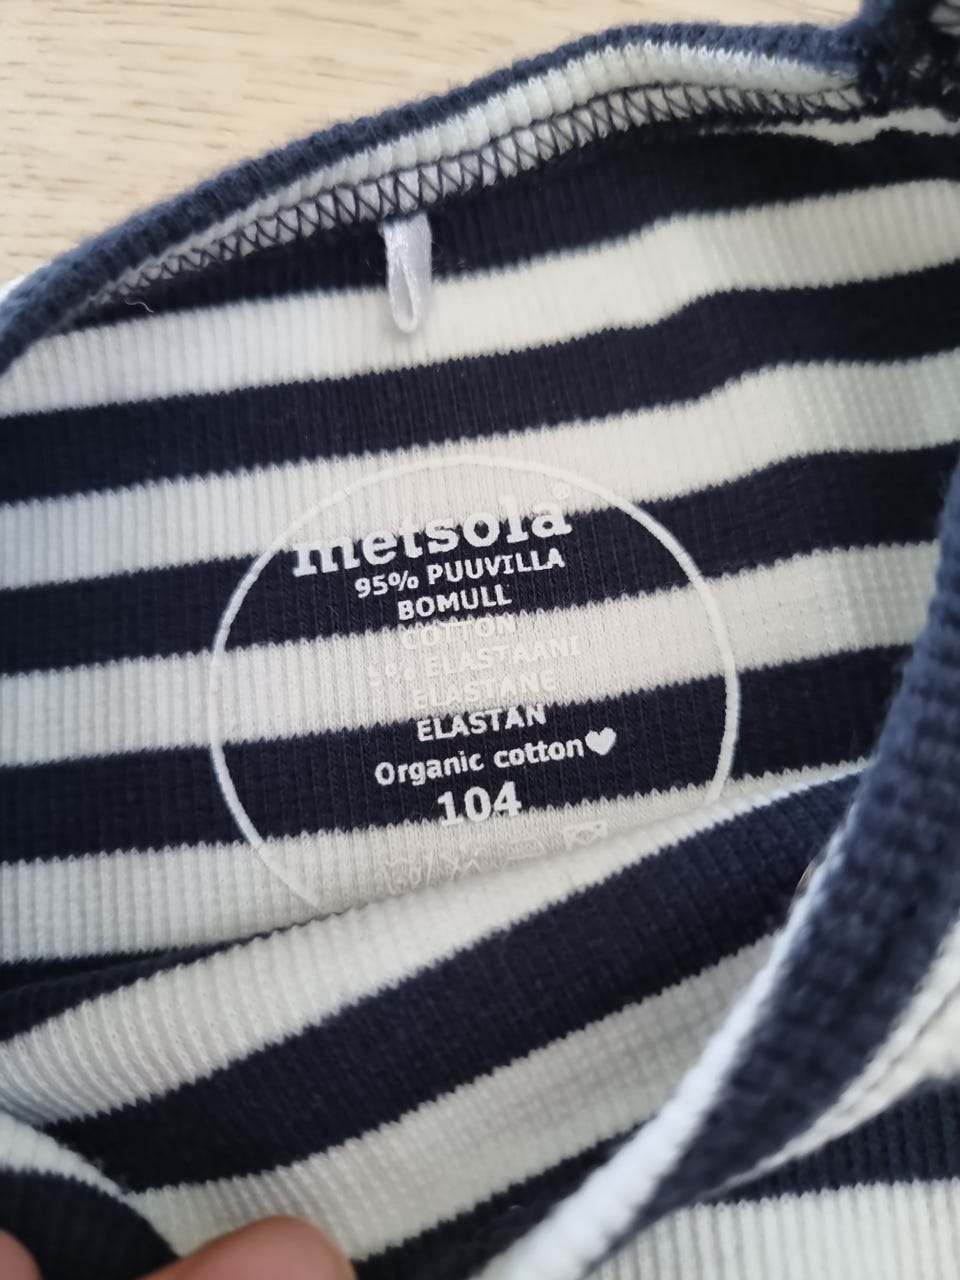 metsola®
95% PUUVILLA
BOMULL
COTTON
5% ELASTAANI
ELASTANE
ELASTAN
Organic cotton♥
104